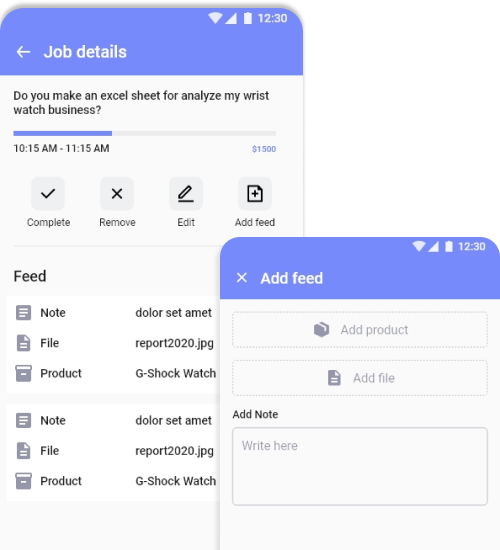 12:30
Job details
Do you make an excel sheet for analyze my wrist
watch business?
10:15 AM - 11:15 AM
$1500
Complete
Remove
Edit
Add feed
Feed
Note dolor set amet
File report2020.jpg
Product G-Shock Watch
Note dolor set amet
File report2020.jpg
Product G-Shock Watch
12:30
Add feed
Add product
Add file
Add Note
Write here